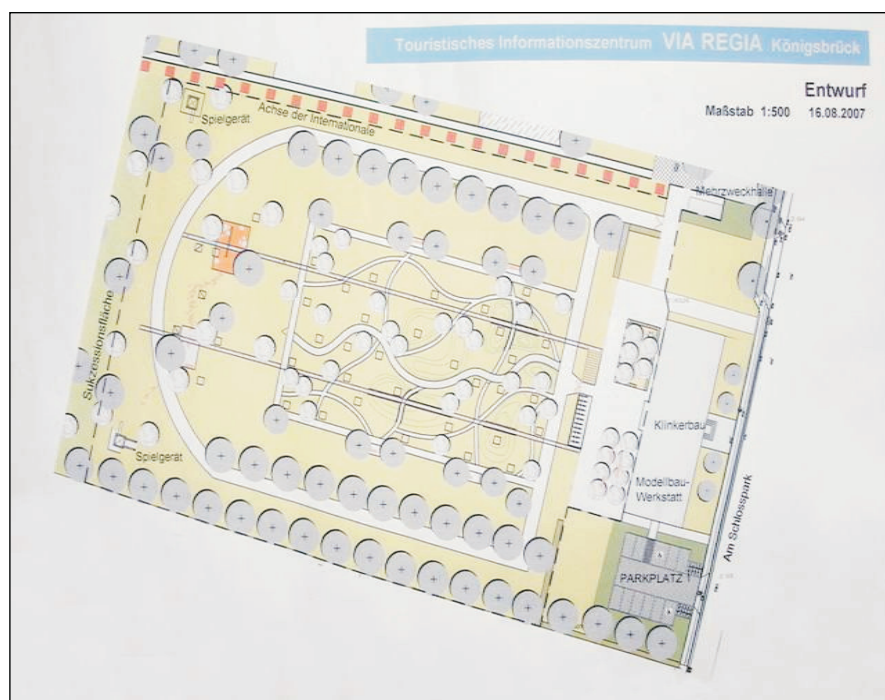 Touristisches Informationszentrum VIA REGIA Königsbrück
Entwurf
Maßstab 1:500 16.08.2007
Achse der Internationale
Spielgerät
Mehrzweckhalle
Sukzessionsfläche
Klinkerbau
Modellbau-
Werkstatt
Spielgerät
Am Schlosspark
PARKPLATZ